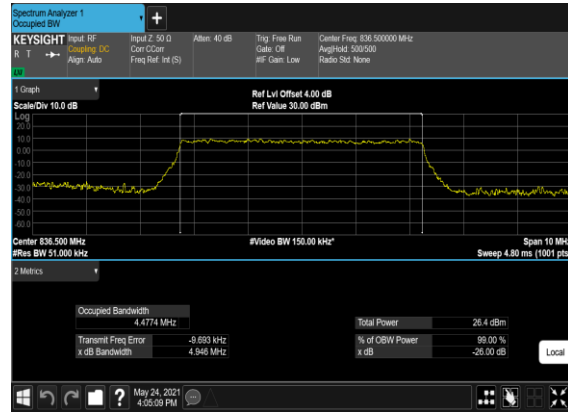 Spectrum Analyzer 1
Occupied BW
+
KEYSIGHT
R T
LXI
Input: RF
Coupling: DC
Align: Auto
Input Z: 50 Ω
Corr CCorr
Freq Ref: Int (S)
Atten: 40 dB
Trig: Free Run
Gate: Off
#IF Gain: Low
Center Freq: 836.500000 MHz
Avg|Hold: 500/500
Radio Std: None
1 Graph
Scale/Div 10.0 dB
Ref Lvl Offset 4.00 dB
Ref Value 30.00 dBm
Log
20.0
10.0
0.00
-10.0
-20.0
-30.0
-40.0
-50.0
-60.0
Center 836.500 MHz
#Res BW 51.000 kHz
#Video BW 150.00 kHz*
Span 10 MHz
Sweep 4.80 ms (1001 pts
2 Metrics
Occupied Bandwidth
4.4774 MHz
Transmit Freq Error -9.693 kHz
x dB Bandwidth 4.946 MHz
Total Power 26.4 dBm
% of OBW Power 99.00 %
x dB -26.00 dB
Local
?
May 24, 2021
4:05:09 PM